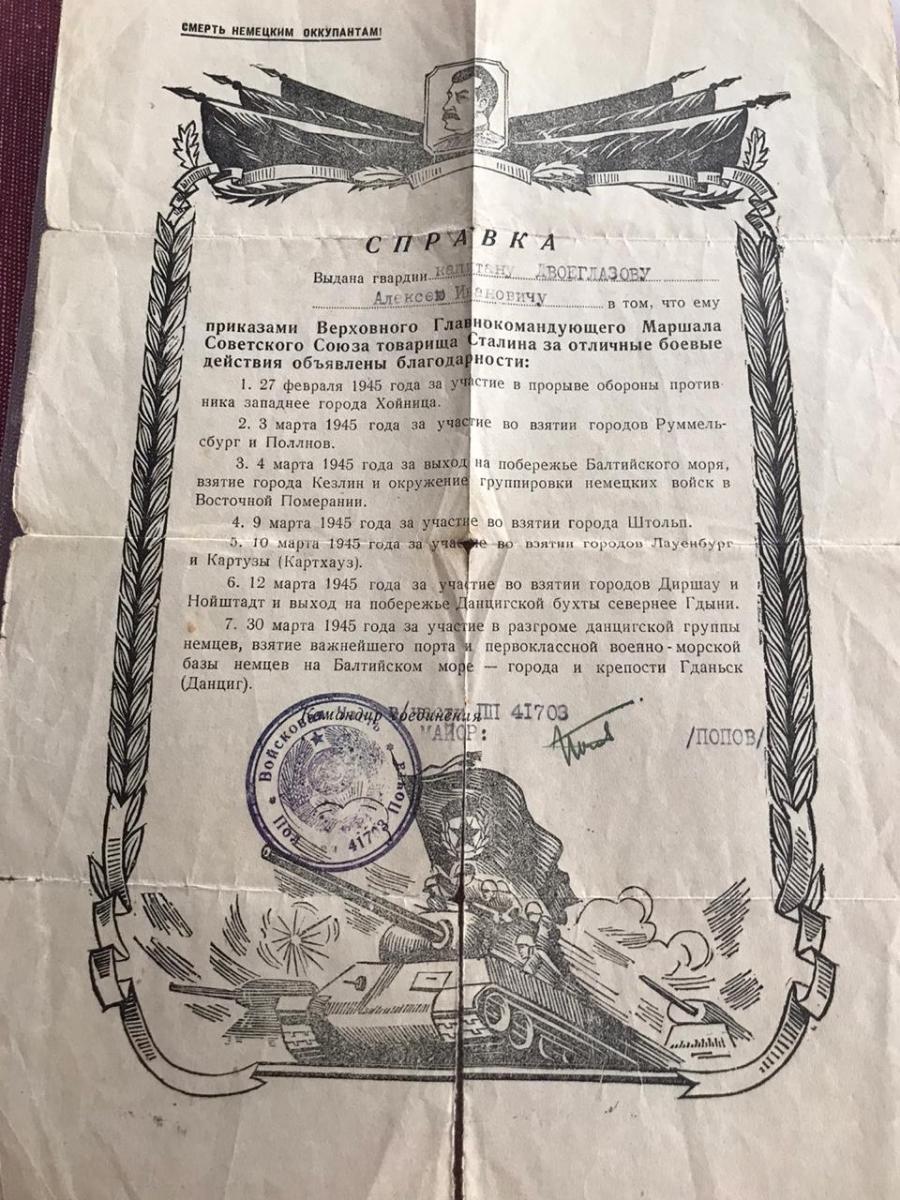 СМЕРТЬ НЕМЕЦКИМ ОККУПАНТАМ!
СПРАВКА
Выдана гвардии капитану ДВОЕГЛАЗОВУ
Алексею Ивановичу в том, что ему
приказами Верховного Главнокомандующего Маршала
Советского Союза товарища Сталина за отличные боевые
действия объявлены благодарности:
1. 27 февраля 1945 года за участие в прорыве обороны против
ника западнее города Хойница.
2. 3 марта 1945 года за участие во взятии городов Руммель-
сбург и Поллнов.
3. 4 марта 1945 года за выход на побережье Балтийского моря,
взятие города Кезлин и окружение группировки немецких войск в
Восточной Померании.
4. 9 марта 1945 года за участие во взятии города Штольп.
5. 10 марта 1945 года за участие во взятии городов Лауенбург
и Картузы (Картхауз).
6. 12 марта 1945 года за участие во взятии городов Диршау и
Нойштадт и выход на побережье Данцигской бухты севернее Гдыни.
7. 30 марта 1945 года за участие в разгроме данцигской группы
немцев, взятие важнейшего порта и первоклассной военно-морской
базы немцев на Балтийском море — города и крепости Гданьск
(Данциг).
Командир соединения
в/части ПП 41703
МАЙОР: /ПОПОВ/
Войсковая Часть
41703